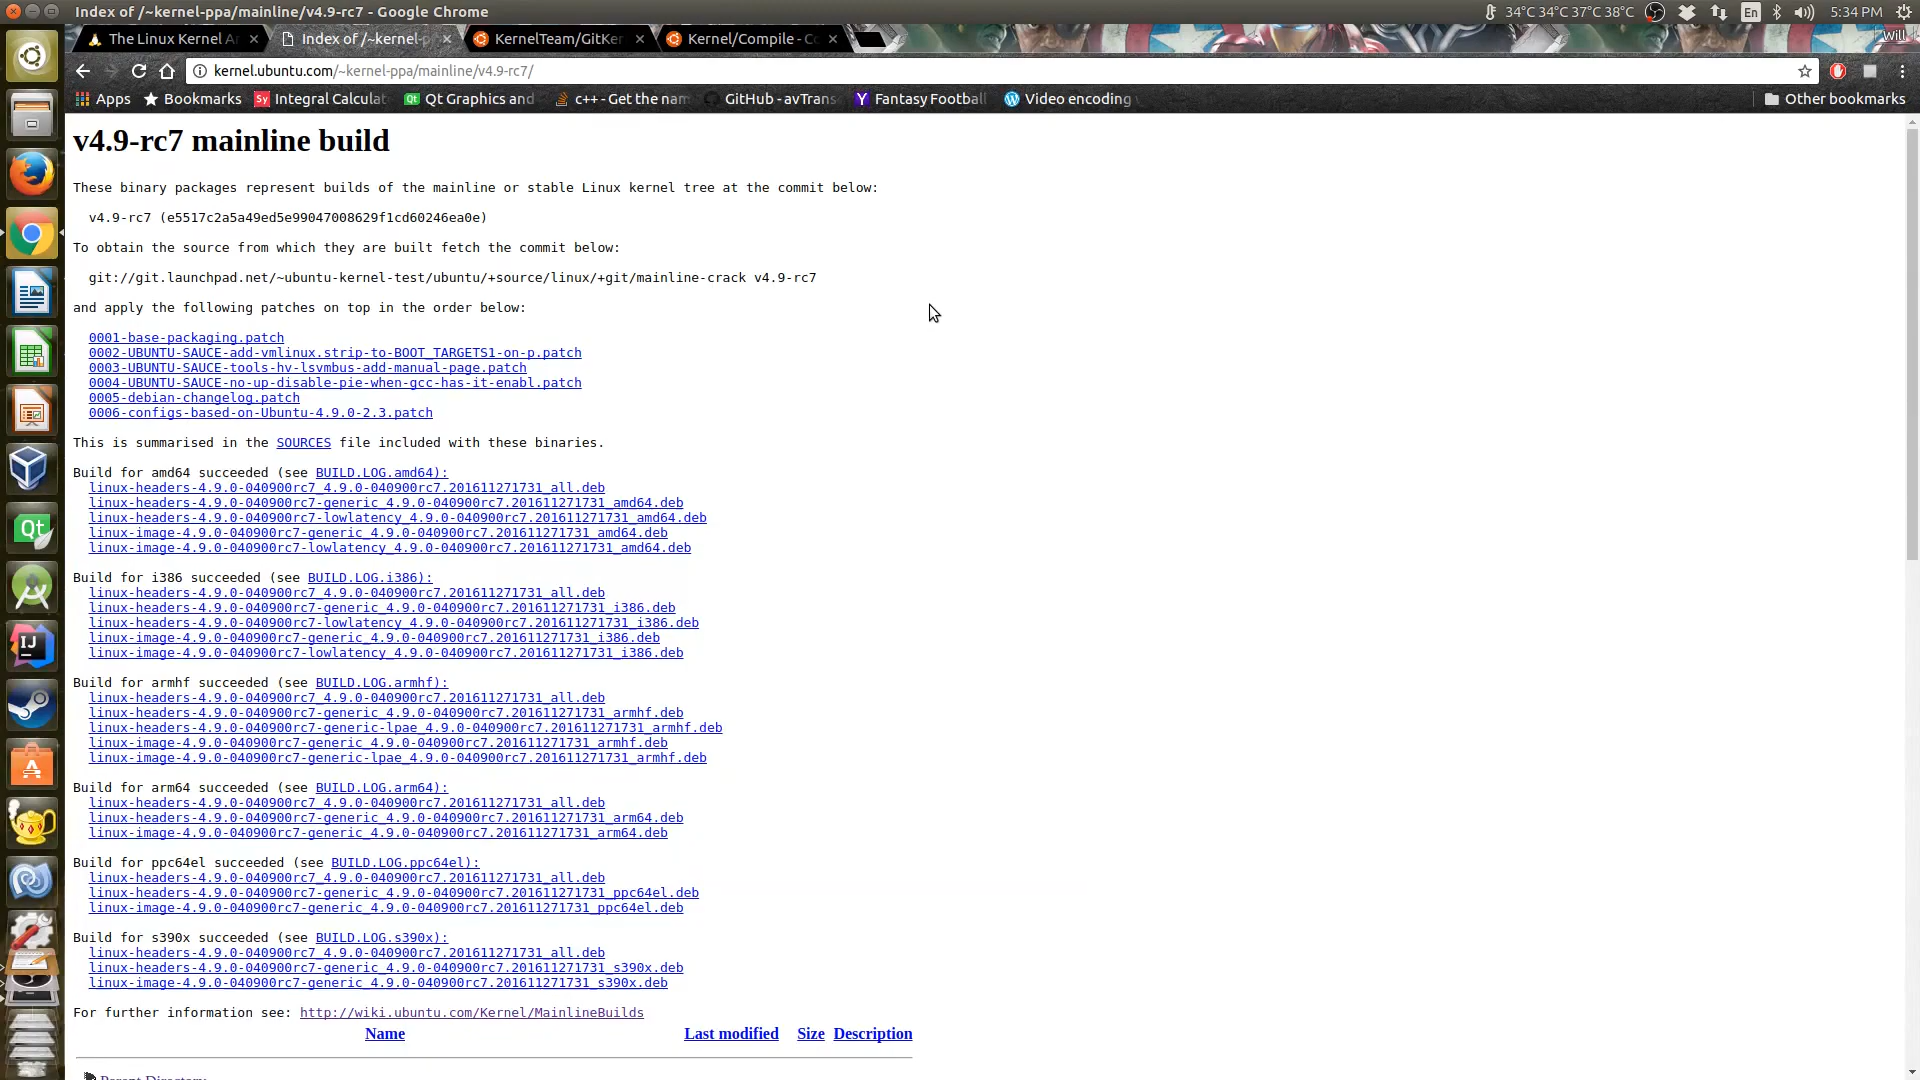 Index of /~kernel-ppa/mainline/v4.9-rc7 - Google Chrome
34°C 34°C 37°C 38°C En 5:34 PM
The Linux Kernel Ar
Index of /~kernel-p
KernelTeam/GitKer
Kernel/Compile - Co
Will
kernel.ubuntu.com/~kernel-ppa/mainline/v4.9-rc7/
Apps Bookmarks Integral Calculat Qt Graphics and c++ - Get the nam GitHub - avTrans Fantasy Football Video encoding Other bookmarks
v4.9-rc7 mainline build
These binary packages represent builds of the mainline or stable Linux kernel tree at the commit below:
v4.9-rc7 (e5517c2a5a49ed5e99047008629f1cd60246ea0e)
To obtain the source from which they are built fetch the commit below:
git://git.launchpad.net/~ubuntu-kernel-test/ubuntu/+source/linux/+git/mainline-crack v4.9-rc7
and apply the following patches on top in the order below:
0001-base-packaging.patch
0002-UBUNTU-SAUCE-add-vmlinux.strip-to-BOOT_TARGETS1-on-p.patch
0003-UBUNTU-SAUCE-tools-hv-lsvmbus-add-manual-page.patch
0004-UBUNTU-SAUCE-no-up-disable-pie-when-gcc-has-it-enabl.patch
0005-debian-changelog.patch
0006-configs-based-on-Ubuntu-4.9.0-2.3.patch
This is summarised in the SOURCES file included with these binaries.
Build for amd64 succeeded (see BUILD.LOG.amd64):
linux-headers-4.9.0-040900rc7_4.9.0-040900rc7.201611271731_all.deb
linux-headers-4.9.0-040900rc7-generic_4.9.0-040900rc7.201611271731_amd64.deb
linux-headers-4.9.0-040900rc7-lowlatency_4.9.0-040900rc7.201611271731_amd64.deb
linux-image-4.9.0-040900rc7-generic_4.9.0-040900rc7.201611271731_amd64.deb
linux-image-4.9.0-040900rc7-lowlatency_4.9.0-040900rc7.201611271731_amd64.deb
Build for i386 succeeded (see BUILD.LOG.i386):
linux-headers-4.9.0-040900rc7_4.9.0-040900rc7.201611271731_all.deb
linux-headers-4.9.0-040900rc7-generic_4.9.0-040900rc7.201611271731_i386.deb
linux-headers-4.9.0-040900rc7-lowlatency_4.9.0-040900rc7.201611271731_i386.deb
linux-image-4.9.0-040900rc7-generic_4.9.0-040900rc7.201611271731_i386.deb
linux-image-4.9.0-040900rc7-lowlatency_4.9.0-040900rc7.201611271731_i386.deb
Build for armhf succeeded (see BUILD.LOG.armhf):
linux-headers-4.9.0-040900rc7_4.9.0-040900rc7.201611271731_all.deb
linux-headers-4.9.0-040900rc7-generic_4.9.0-040900rc7.201611271731_armhf.deb
linux-headers-4.9.0-040900rc7-generic-lpae_4.9.0-040900rc7.201611271731_armhf.deb
linux-image-4.9.0-040900rc7-generic_4.9.0-040900rc7.201611271731_armhf.deb
linux-image-4.9.0-040900rc7-generic-lpae_4.9.0-040900rc7.201611271731_armhf.deb
Build for arm64 succeeded (see BUILD.LOG.arm64):
linux-headers-4.9.0-040900rc7_4.9.0-040900rc7.201611271731_all.deb
linux-headers-4.9.0-040900rc7-generic_4.9.0-040900rc7.201611271731_arm64.deb
linux-image-4.9.0-040900rc7-generic_4.9.0-040900rc7.201611271731_arm64.deb
Build for ppc64el succeeded (see BUILD.LOG.ppc64el):
linux-headers-4.9.0-040900rc7_4.9.0-040900rc7.201611271731_all.deb
linux-headers-4.9.0-040900rc7-generic_4.9.0-040900rc7.201611271731_ppc64el.deb
linux-image-4.9.0-040900rc7-generic_4.9.0-040900rc7.201611271731_ppc64el.deb
Build for s390x succeeded (see BUILD.LOG.s390x):
linux-headers-4.9.0-040900rc7_4.9.0-040900rc7.201611271731_all.deb
linux-headers-4.9.0-040900rc7-generic_4.9.0-040900rc7.201611271731_s390x.deb
linux-image-4.9.0-040900rc7-generic_4.9.0-040900rc7.201611271731_s390x.deb
For further information see: http://wiki.ubuntu.com/Kernel/MainlineBuilds
Name Last modified Size Description
Parent Directory